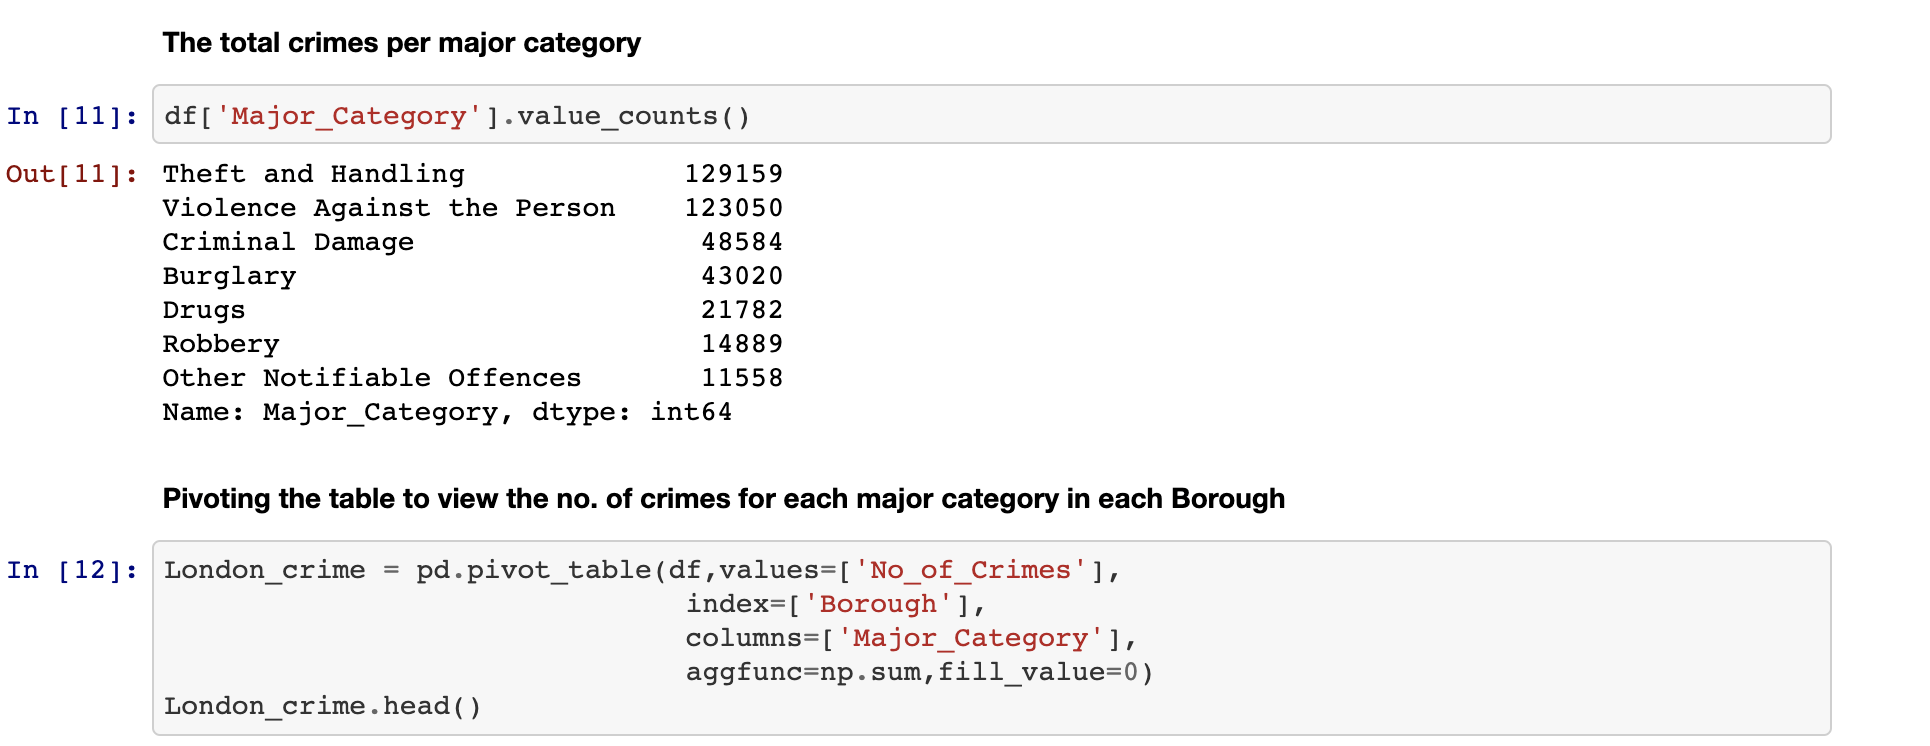 The total crimes per major category
In [11]: df['Major_Category'].value_counts()
Out[11]: Theft and Handling 129159
Violence Against the Person 123050
Criminal Damage 48584
Burglary 43020
Drugs 21782
Robbery 14889
Other Notifiable Offences 11558
Name: Major_Category, dtype: int64
Pivoting the table to view the no. of crimes for each major category in each Borough
In [12]: London_crime = pd.pivot_table(df,values=['No_of_Crimes'],
index=['Borough'],
columns=['Major_Category'],
aggfunc=np.sum,fill_value=0)
London_crime.head()